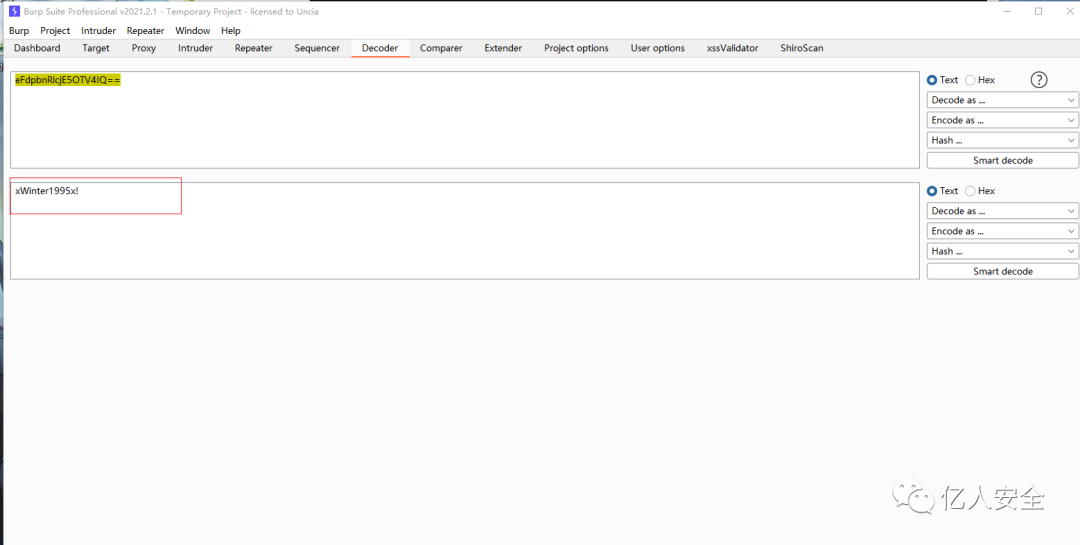 Burp Suite Professional v2021.2.1 - Temporary Project - licensed to Uncia
Burp Project Intruder Repeater Window Help
Dashboard Target Proxy Intruder Repeater Sequencer Decoder Comparer Extender Project options User options xssValidator ShiroScan
eFdpbnRlcjE5OTV4IQ==
Text Hex ?
Decode as ...
Encode as ...
Hash ...
Smart decode
xWinter1995x!
Text Hex
Decode as ...
Encode as ...
Hash ...
Smart decode
亿人安全